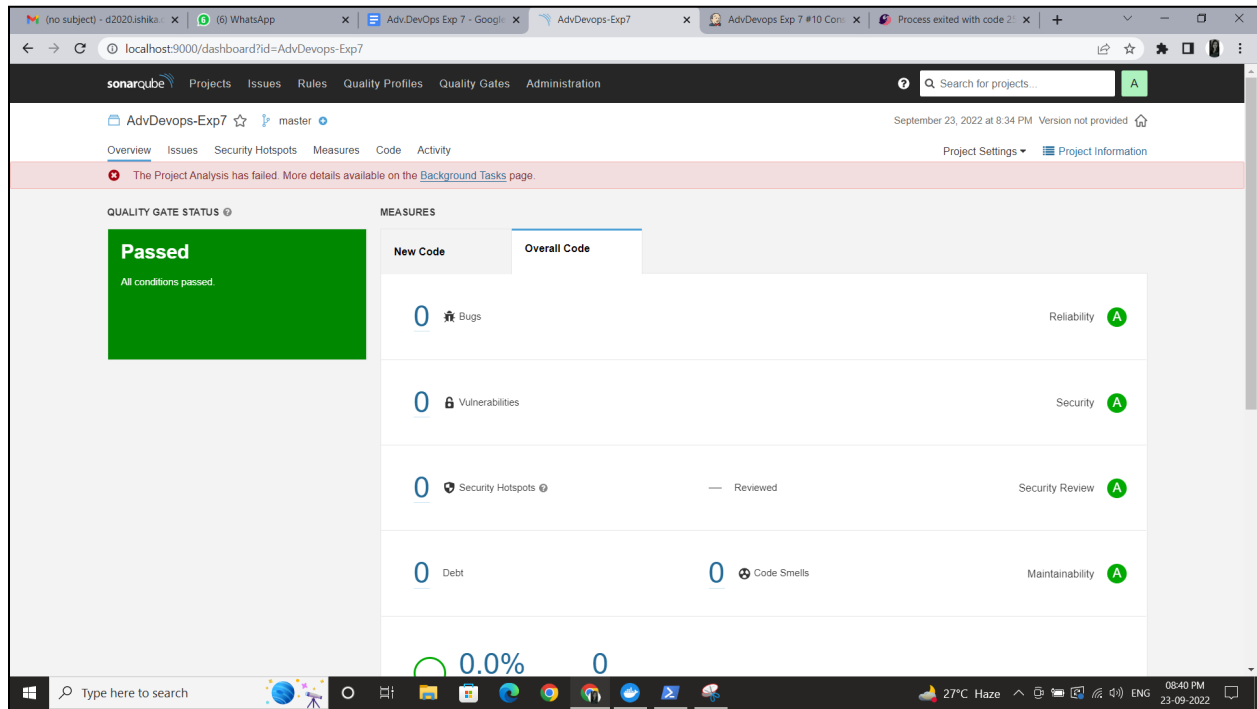 (no subject) - d2020.ishika.c
(6) WhatsApp
Adv.DevOps Exp 7 - Google
AdvDevops-Exp7
AdvDevops Exp 7 #10 Cons
Process exited with code 25
localhost:9000/dashboard?id=AdvDevops-Exp7
sonarqube Projects Issues Rules Quality Profiles Quality Gates Administration Search for projects... A
AdvDevops-Exp7 master September 23, 2022 at 8:34 PM Version not provided
Overview Issues Security Hotspots Measures Code Activity Project Settings Project Information
The Project Analysis has failed. More details available on the Background Tasks page.
QUALITY GATE STATUS MEASURES
Passed
All conditions passed.
New Code Overall Code
0 Bugs Reliability A
0 Vulnerabilities Security A
0 Security Hotspots — Reviewed Security Review A
0 Debt 0 Code Smells Maintainability A
0.0% 0
Type here to search 27°C Haze ENG 08:40 PM
23-09-2022